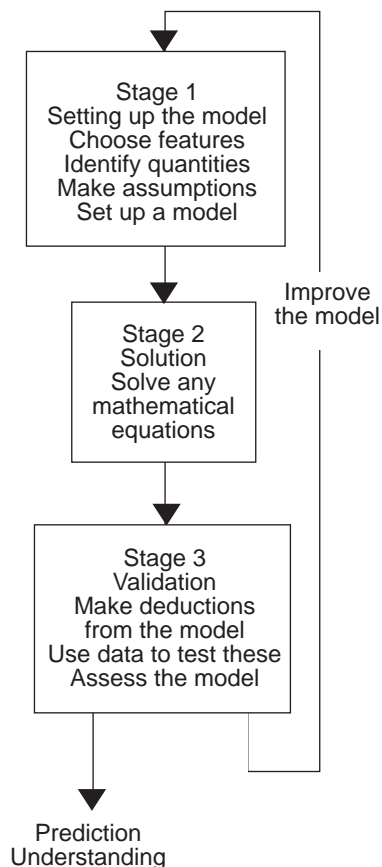 Stage 1
Setting up the model
Choose features
Identify quantities
Make assumptions
Set up a model
Improve
the model
Stage 2
Solution
Solve any
mathematical
equations
Stage 3
Validation
Make deductions
from the model
Use data to test these
Assess the model
Prediction
Understanding